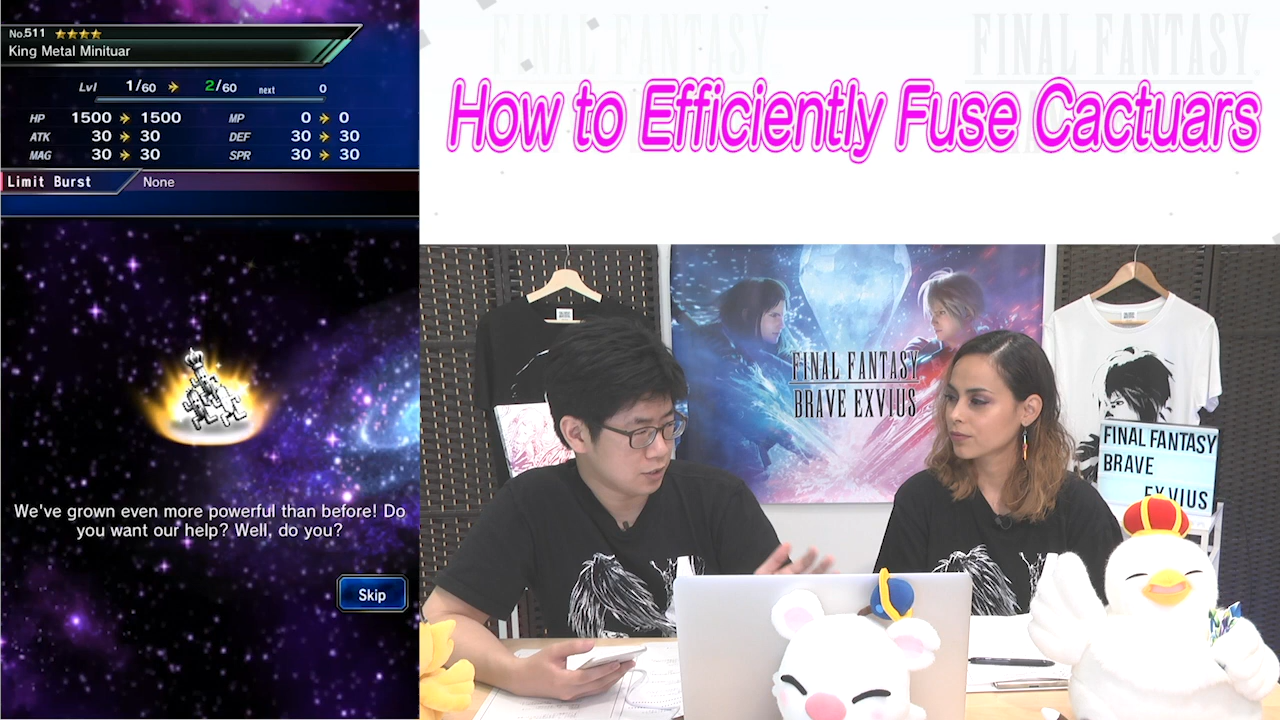 No.511
King Metal Minituar
Lvl 1/60 2/60 next 0
HP 1500 1500 MP 0 0
ATK 30 30 DEF 30 30
MAG 30 30 SPR 30 30
Limit Burst None
We've grown even more powerful than before! Do
you want our help? Well, do you?
Skip
FINAL FANTASY
FINAL FANTASY
How to Efficiently Fuse Cactuars
FINAL FANTASY
BRAVE EXVIUS
FINAL FANTASY
BRAVE
EXVIUS